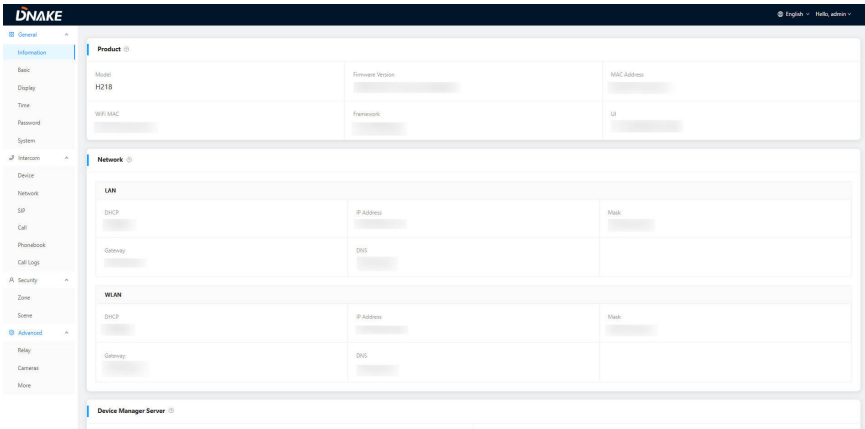 DNAKE
English
Hello, admin
General
Information
Basic
Display
Time
Password
System
Intercom
Device
Network
SIP
Call
Phonebook
Call Logs
Security
Zone
Scene
Advanced
Relay
Cameras
More
Product
Model
H218
Firmware Version
MAC Address
WiFi MAC
Framework
UI
Network
LAN
DHCP
IP Address
Mask
Gateway
DNS
WLAN
DHCP
IP Address
Mask
Gateway
DNS
Device Manager Server